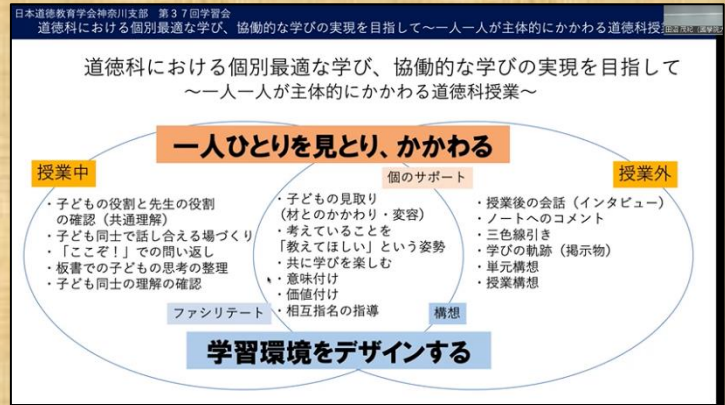 日本道徳教育学会神奈川支部 第37回学習会
道徳科における個別最適な学び、協働的な学びの実現を目指して～一人一人が主体的にかかわる道徳科授
道徳科における個別最適な学び、協働的な学びの実現を目指して
～一人一人が主体的にかかわる道徳科授業～
一人ひとりを見とり、かかわる
授業中
個のサポート
授業外
・子どもの役割と先生の役割
の確認（共通理解）
・子ども同士で話し合える場づくり
・「ここぞ！」での問い返し
・板書での子どもの思考の整理
・子ども同士の理解の確認
・子どもの見取り
（材とのかかわり・変容）
・考えていることを
「教えてほしい」という姿勢
・共に学びを楽しむ
・意味付け
・価値付け
・相互指名の指導
・授業後の会話（インタビュー）
・ノートへのコメント
・三色線引き
・学びの軌跡（掲示物）
・単元構想
・授業構想
ファシリテート
構想
学習環境をデザインする